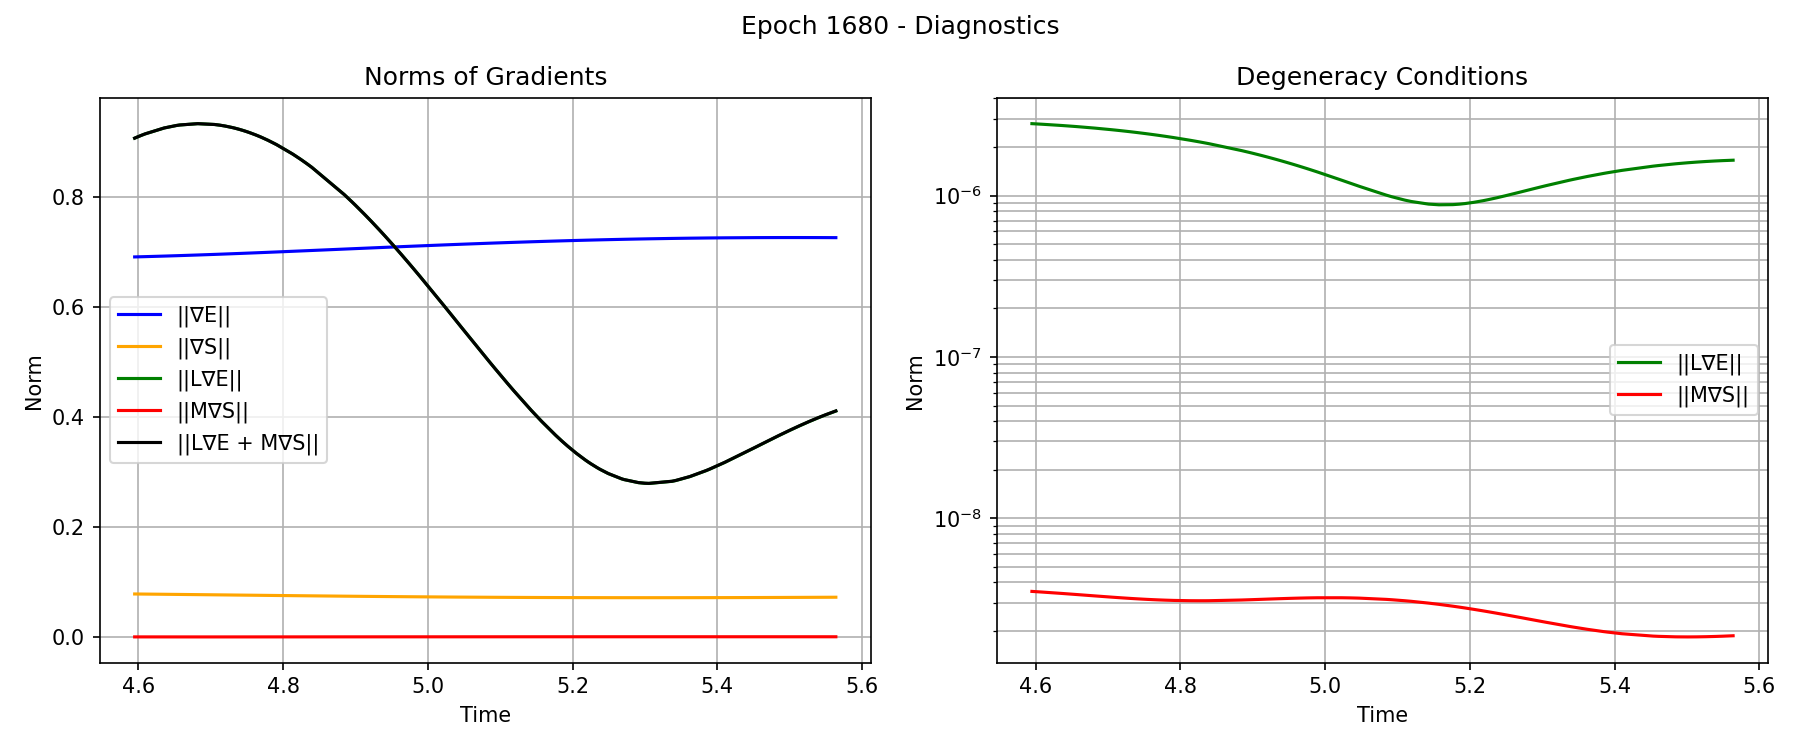 Epoch 1680 - Diagnostics
Norms of Gradients
Norm
0.8
0.6
0.4
0.2
0.0
||∇E||
||∇S||
||L∇E||
||M∇S||
||L∇E + M∇S||
4.6 4.8 5.0 5.2 5.4 5.6
Time
Degeneracy Conditions
Norm
10⁻⁶
10⁻⁷
10⁻⁸
||L∇E||
||M∇S||
4.6 4.8 5.0 5.2 5.4 5.6
Time